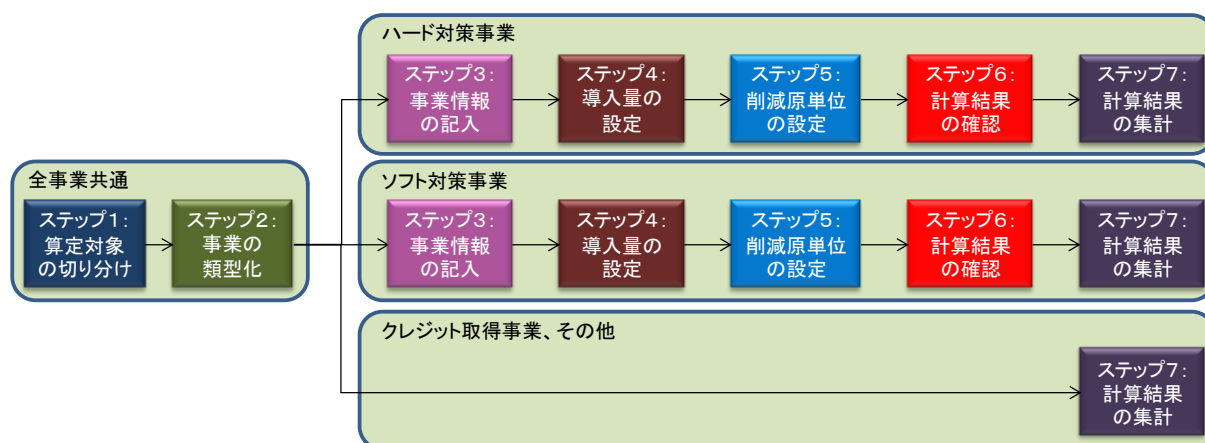 全事業共通
ステップ1：
算定対象
の切り分け
ステップ2：
事業の
類型化
ハード対策事業
ステップ3：
事業情報
の記入
ステップ4：
導入量の
設定
ステップ5：
削減原単位
の設定
ステップ6：
計算結果
の確認
ステップ7：
計算結果
の集計
ソフト対策事業
ステップ3：
事業情報
の記入
ステップ4：
導入量の
設定
ステップ5：
削減原単位
の設定
ステップ6：
計算結果
の確認
ステップ7：
計算結果
の集計
クレジット取得事業、その他
ステップ7：
計算結果
の集計